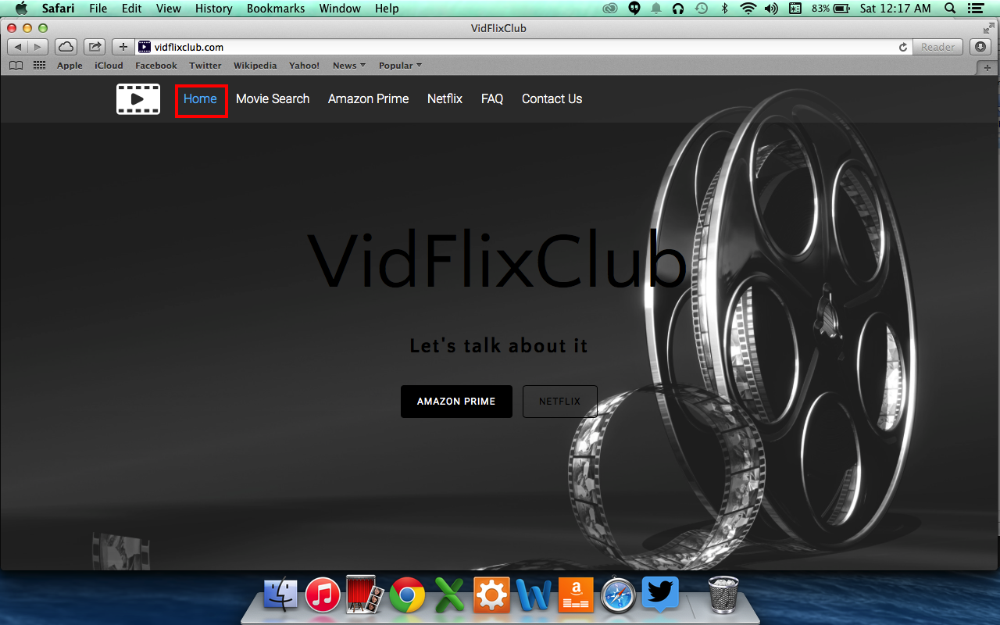 Safari File Edit View History Bookmarks Window Help 83% Sat 12:17 AM
VidFlixClub
vidflixclub.com Reader
Apple iCloud Facebook Twitter Wikipedia Yahoo! News Popular
Home Movie Search Amazon Prime Netflix FAQ Contact Us
VidFlixClub
Let's talk about it
AMAZON PRIME NETFLIX